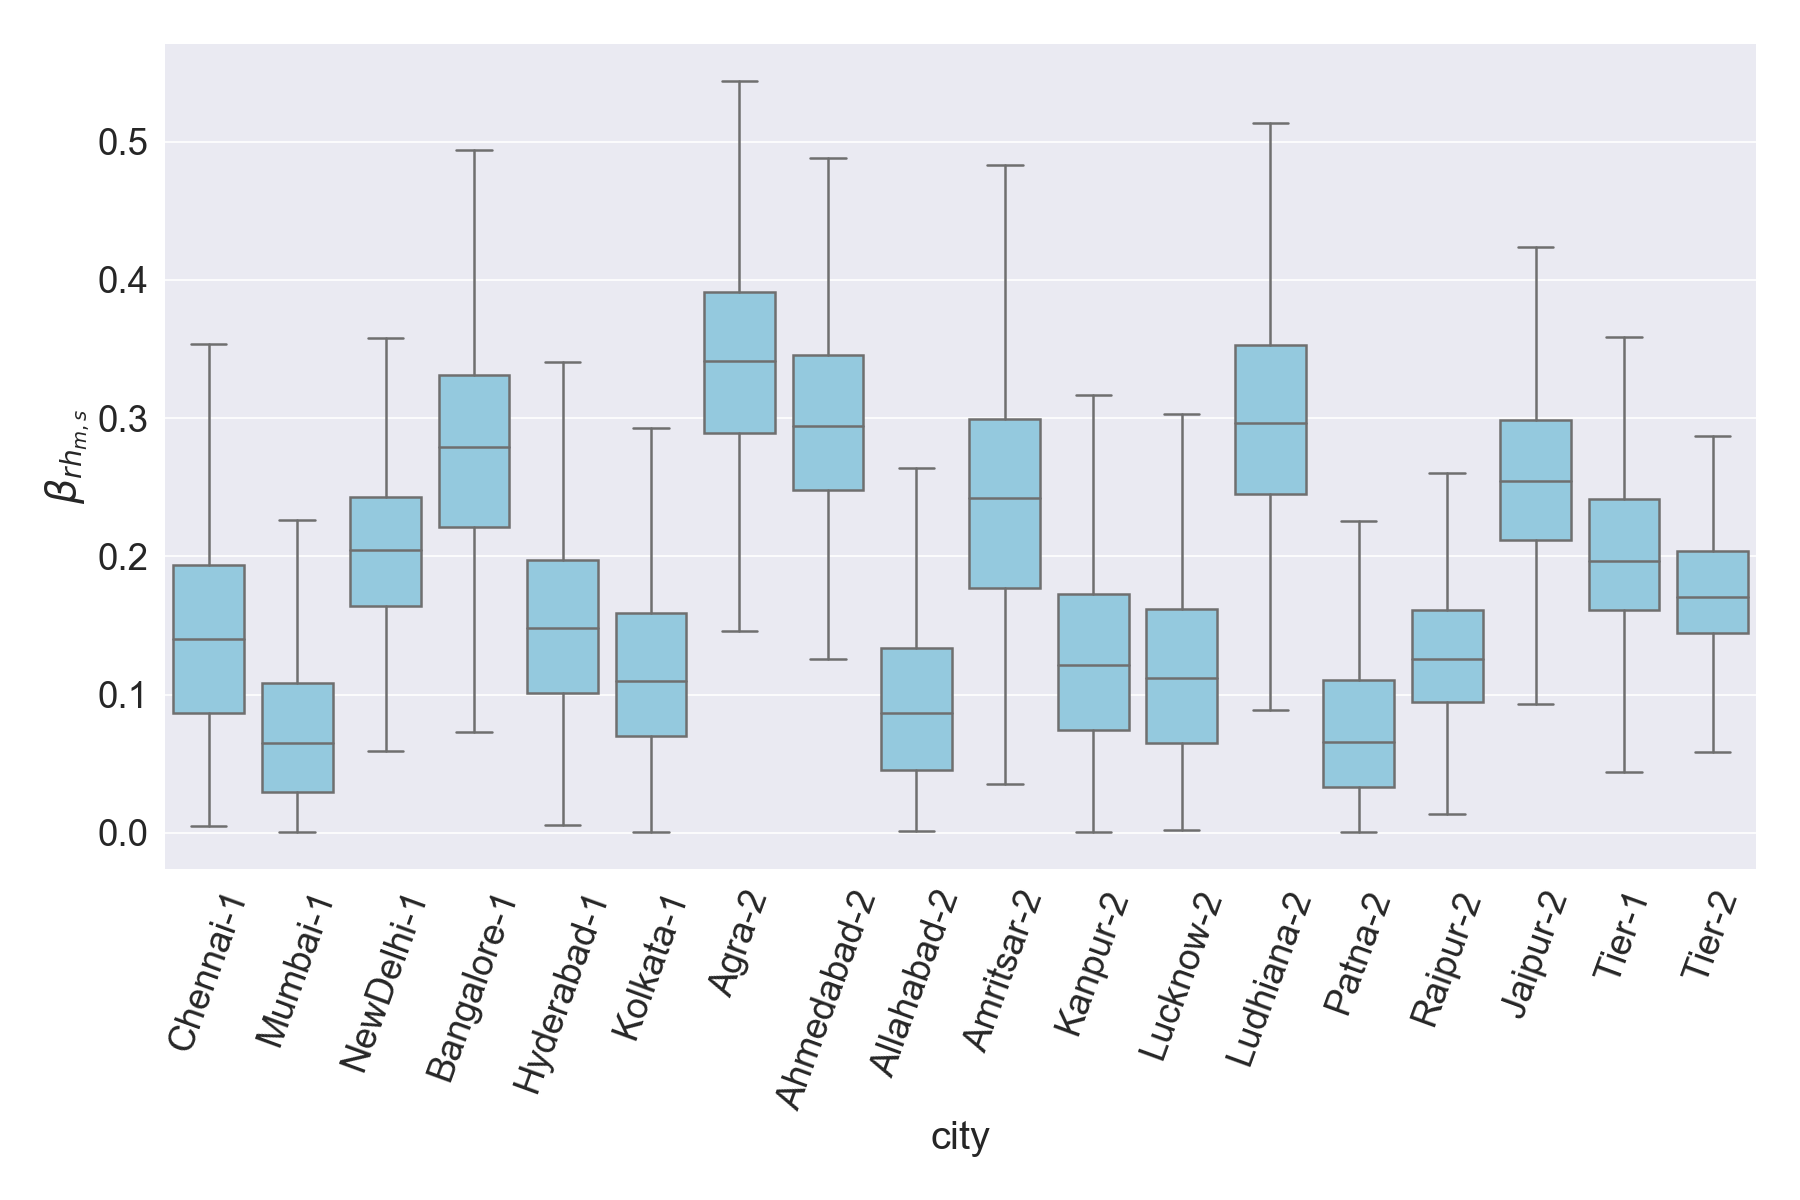 0.5
0.4
0.3
0.2
0.1
0.0
βrhm,s
Chennai-1
Mumbai-1
NewDelhi-1
Bangalore-1
Hyderabad-1
Kolkata-1
Agra-2
Ahmedabad-2
Allahabad-2
Amritsar-2
Kanpur-2
Lucknow-2
Ludhiana-2
Patna-2
Raipur-2
Jaipur-2
Tier-1
Tier-2
city